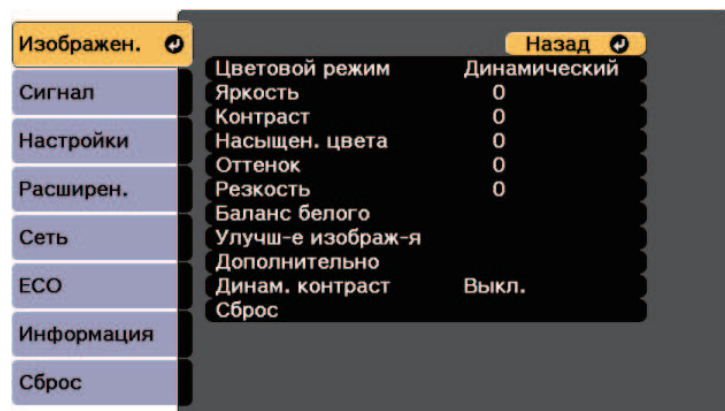 Изображен.
Сигнал
Настройки
Расширен.
Сеть
ECO
Информация
Сброс
Назад
Цветовой режим Динамический
Яркость 0
Контраст 0
Насыщен. цвета 0
Оттенок 0
Резкость 0
Баланс белого
Улучш-е изображ-я
Дополнительно
Динам. контраст Выкл.
Сброс